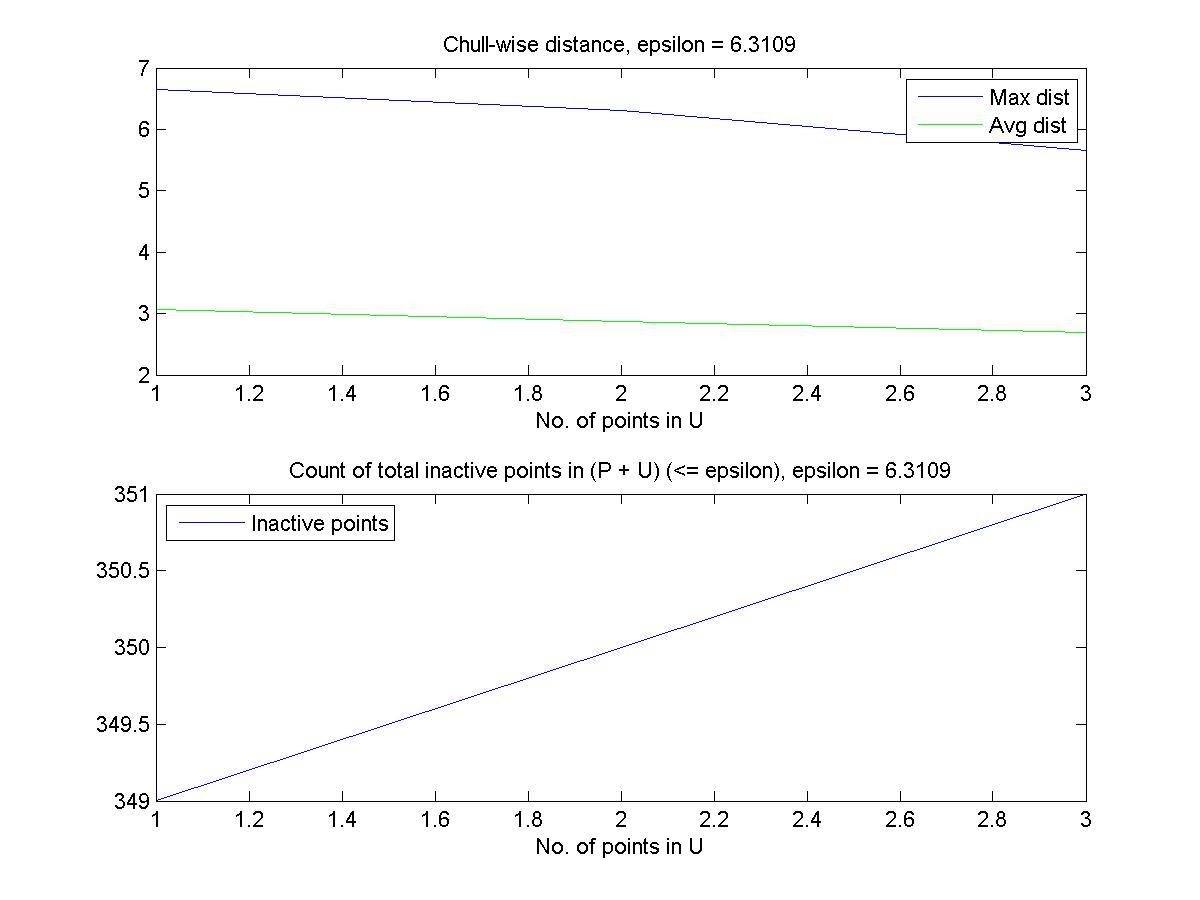 Chull-wise distance, epsilon = 6.3109
7
6
5
4
3
2
Max dist
Avg dist
1 1.2 1.4 1.6 1.8 2 2.2 2.4 2.6 2.8 3
No. of points in U
Count of total inactive points in (P + U) (<= epsilon), epsilon = 6.3109
351
350.5
350
349.5
349
Inactive points
1 1.2 1.4 1.6 1.8 2 2.2 2.4 2.6 2.8 3
No. of points in U